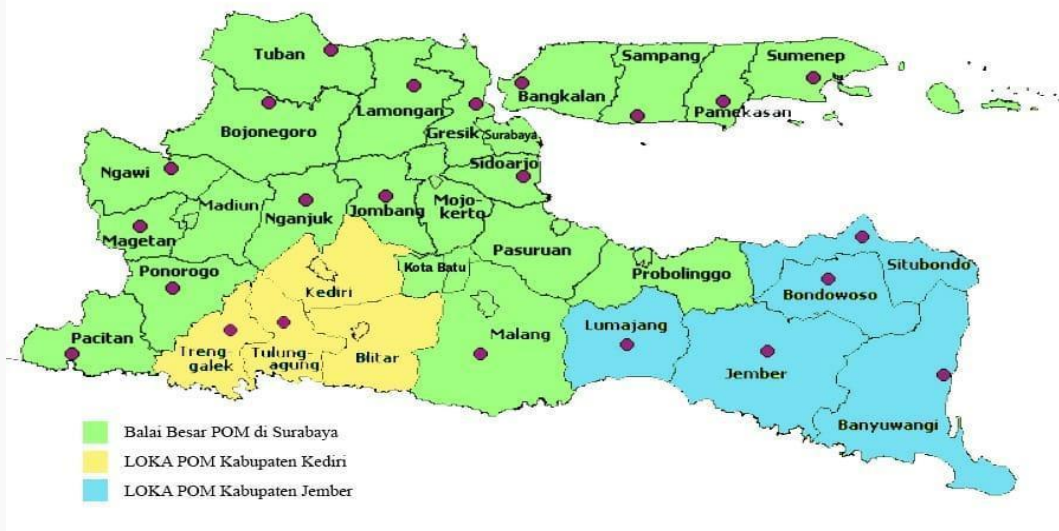 Tuban
Lamongan
Bojonegoro
Gresik
Surabaya
Sidoarjo
Bangkalan
Sampang
Pamekasan
Sumenep
Ngawi
Madiun
Magetan
Nganjuk
Jombang
Mojo-
kerto
Pasuruan
Ponorogo
Pacitan
Kediri
Kota Batu
Treng-
galek
Tulung-
agung
Blitar
Malang
Probolinggo
Lumajang
Situbondo
Bondowoso
Jember
Banyuwangi
Balai Besar POM di Surabaya
LOKA POM Kabupaten Kediri
LOKA POM Kabupaten Jember